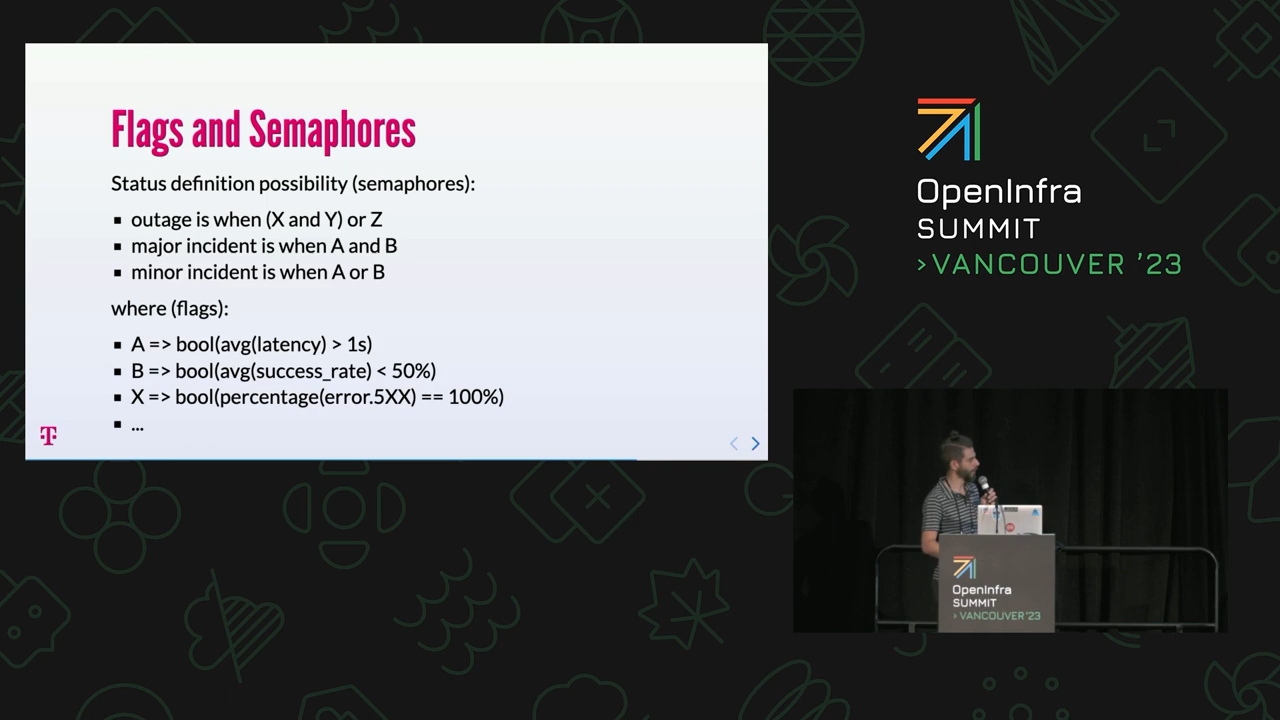 Flags and Semaphores
Status definition possibility (semaphores):
▪ outage is when (X and Y) or Z
▪ major incident is when A and B
▪ minor incident is when A or B
where (flags):
▪ A => bool(avg(latency) > 1s)
▪ B => bool(avg(success_rate) < 50%)
▪ X => bool(percentage(error.5XX) == 100%)
▪ ...
T
OpenInfra
SUMMIT
>VANCOUVER '23
OpenInfra
SUMMIT
> VANCOUVER '23